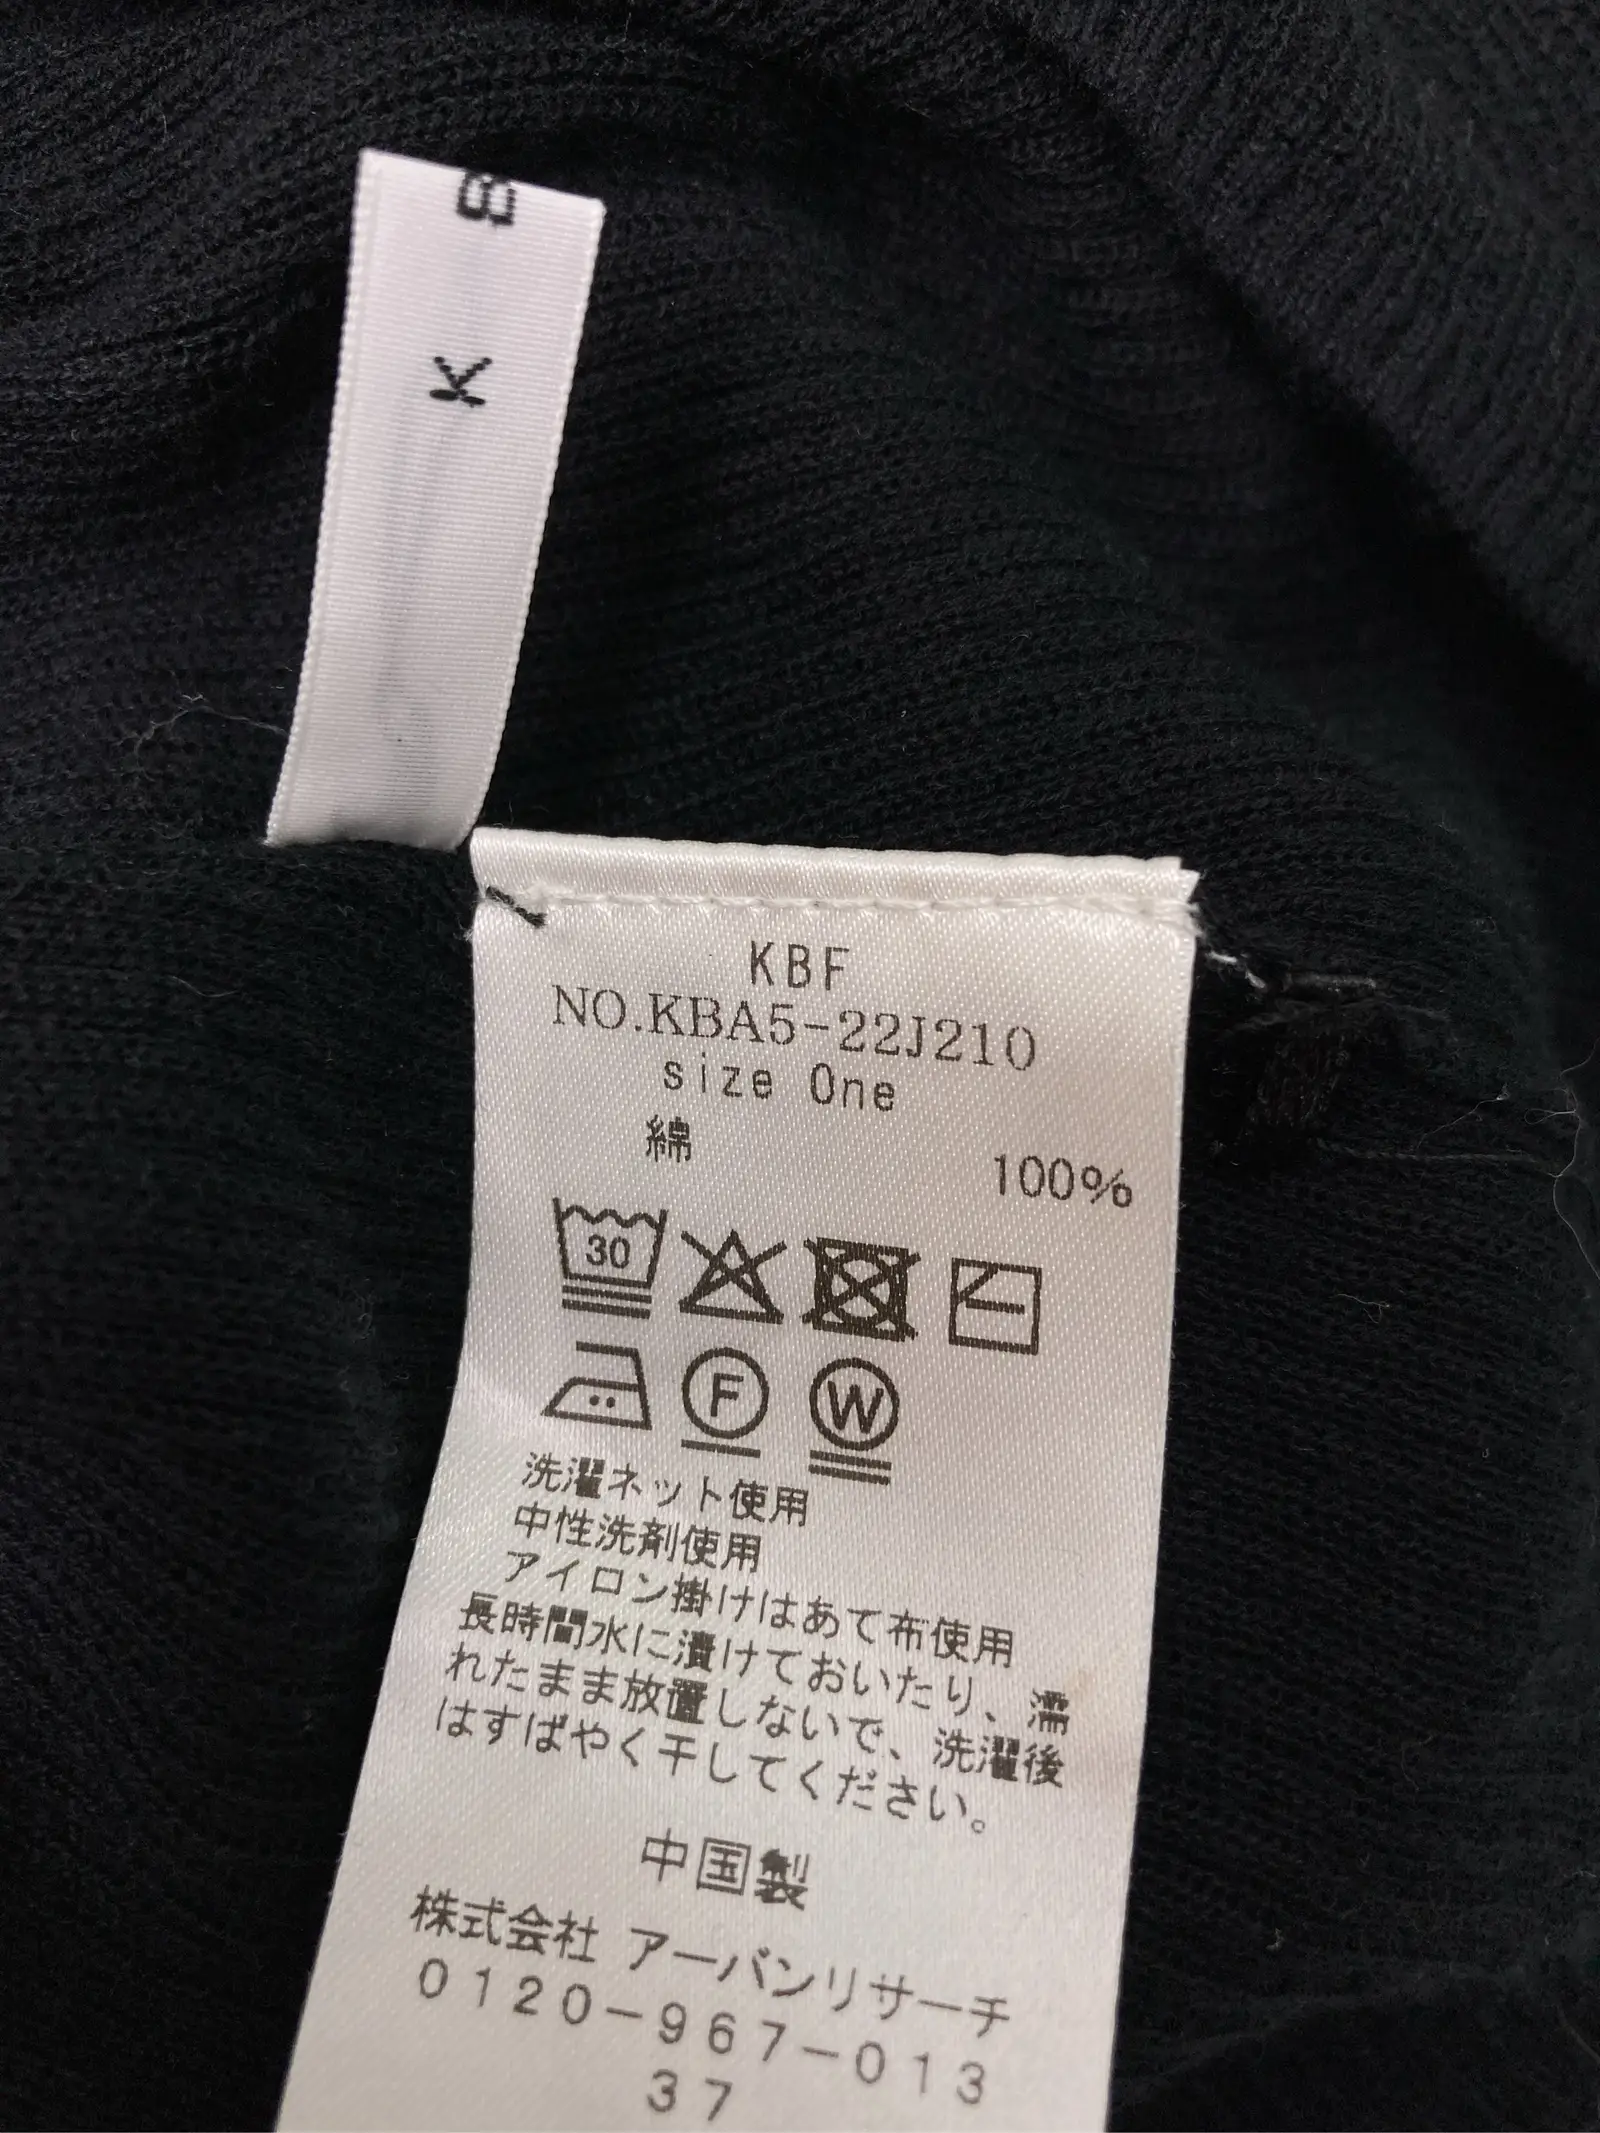 K B
KBF
NO.KBA5-22J210
size One
綿 100%
30
F W
洗濯ネット使用
中性洗剤使用
アイロン掛けはあて布使用
長時間水に漬けておいたり、濡
れたまま放置しないで、洗濯後
はすばやく干してください。
中国製
株式会社 アーバンリサーチ
0120-967-013
37